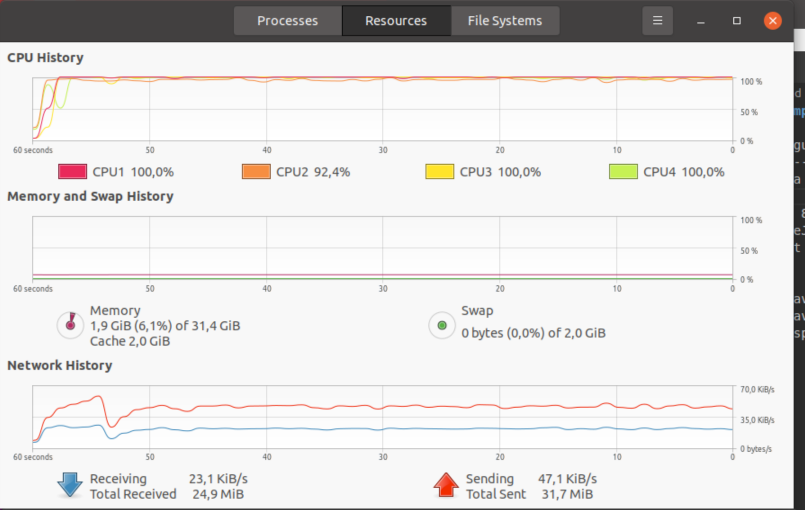 Processes Resources File Systems
CPU History
100 %
50 %
0 %
60 seconds 50 40 30 20 10 0
CPU1 100,0% CPU2 92,4% CPU3 100,0% CPU4 100,0%
Memory and Swap History
100 %
50 %
0 %
60 seconds 50 40 30 20 10 0
Memory
1,9 GiB (6,1%) of 31,4 GiB
Cache 2,0 GiB
Swap
0 bytes (0,0%) of 2,0 GiB
Network History
70,0 KiB/s
35,0 KiB/s
0 bytes/s
60 seconds 50 40 30 20 10 0
Receiving 23,1 KiB/s
Total Received 24,9 MiB
Sending 47,1 KiB/s
Total Sent 31,7 MiB